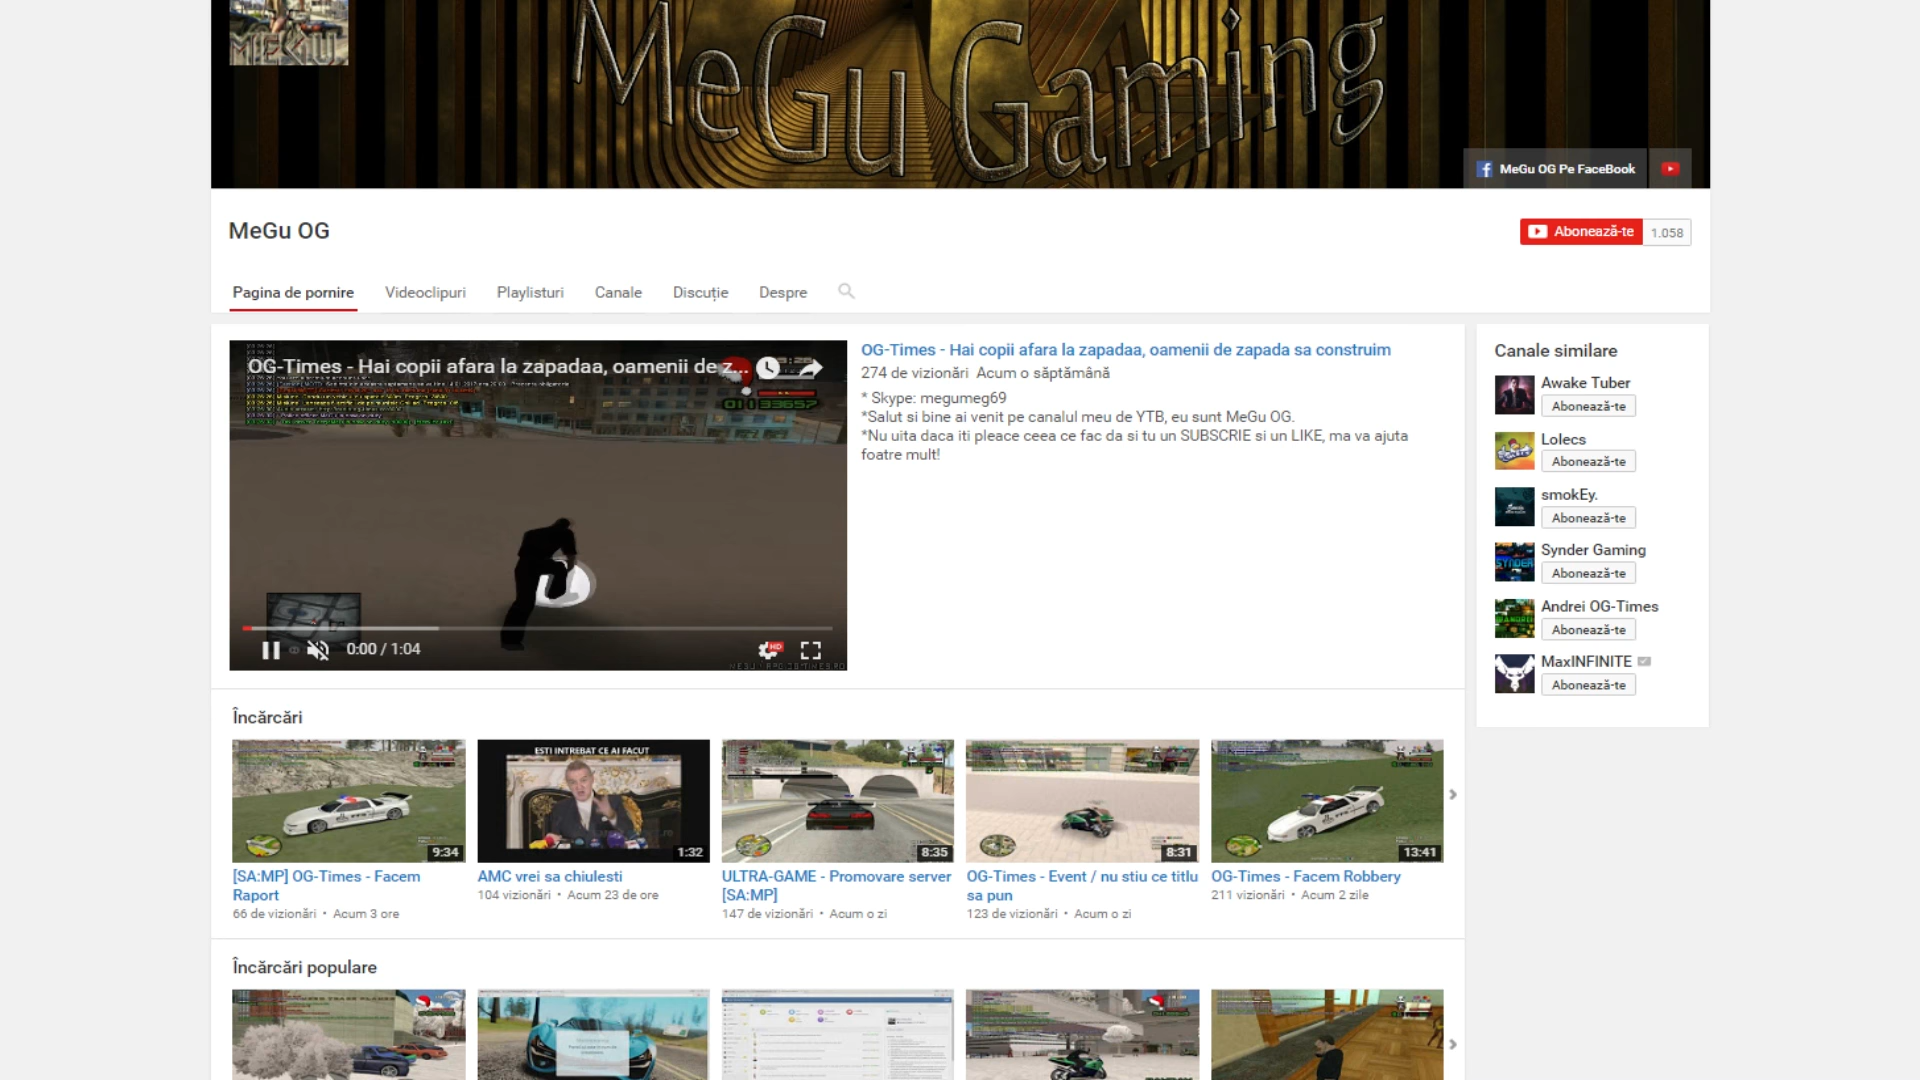 MEGU
MeGu Gaming
MeGu OG Pe FaceBook
MeGu OG
Abonează-te 1.058
Pagina de pornire Videoclipuri Playlisturi Canale Discuție Despre
OG-Times - Hai copii afara la zapadaa, oamenii de z...
0:00 / 1:04
HD
OG-Times - Hai copii afara la zapadaa, oamenii de zapada sa construim
274 de vizionări Acum o săptămână
* Skype: megumeg69
*Salut si bine ai venit pe canalul meu de YTB, eu sunt MeGu OG.
*Nu uita daca iti pleace ceea ce fac da si tu un SUBSCRIE si un LIKE, ma va ajuta
foatre mult!
Canale similare
Awake Tuber
Abonează-te
Lolecs
Abonează-te
smokEy.
Abonează-te
Synder Gaming
Abonează-te
Andrei OG-Times
Abonează-te
MaxINFINITE
Abonează-te
Încărcări
ESTI INTREBAT CE AI FACUT
9:34 1:32 8:35 8:31 13:41
[SA:MP] OG-Times - Facem
Raport
66 de vizionări • Acum 3 ore
AMC vrei sa chiulesti
104 vizionări • Acum 23 de ore
ULTRA-GAME - Promovare server
[SA:MP]
147 de vizionări • Acum o zi
OG-Times - Event / nu stiu ce titlu
sa pun
123 de vizionări • Acum o zi
OG-Times - Facem Robbery
211 vizionări • Acum 2 zile
Încărcări populare